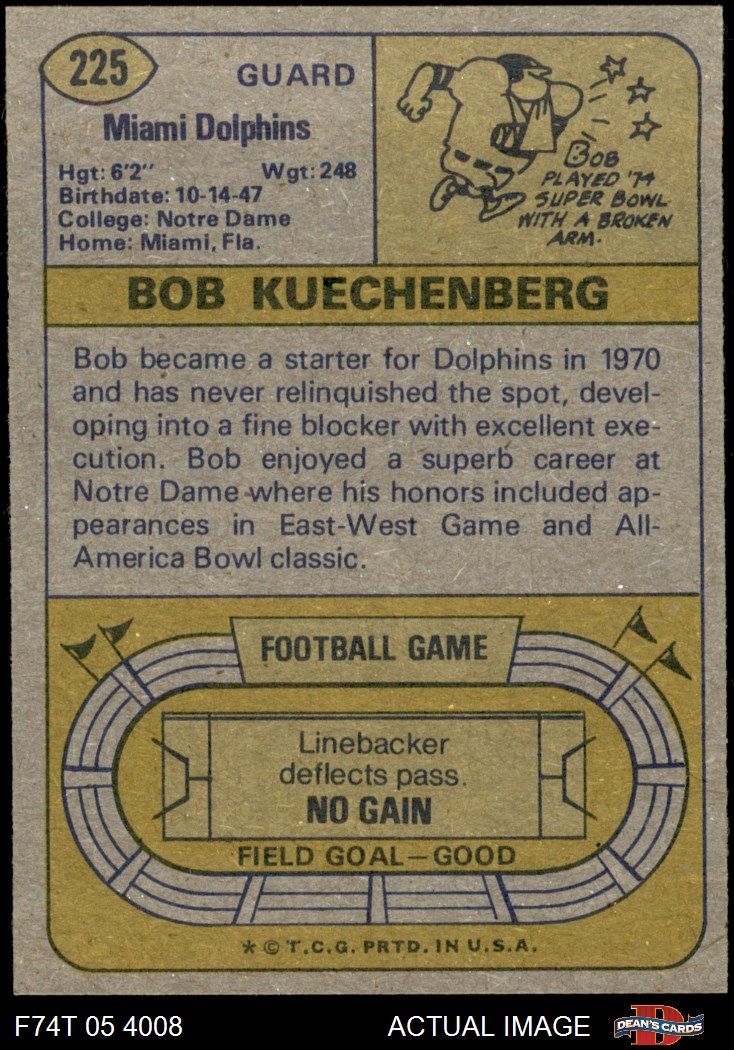 225
GUARD
Miami Dolphins
Hgt: 6'2" Wgt: 248
Birthdate: 10-14-47
College: Notre Dame
Home: Miami, Fla.
BOB
PLAYED '74
SUPER BOWL
WITH A BROKEN
ARM.
BOB KUECHENBERG
Bob became a starter for Dolphins in 1970
and has never relinquished the spot, devel-
oping into a fine blocker with excellent exe-
cution. Bob enjoyed a superb career at
Notre Dame where his honors included ap-
pearances in East-West Game and All-
America Bowl classic.
FOOTBALL GAME
Linebacker
deflects pass.
NO GAIN
FIELD GOAL—GOOD
* © T.C.G. PRTD. IN U.S.A.
F74T 05 4008 ACTUAL IMAGE
D
DEAN'S CARDS